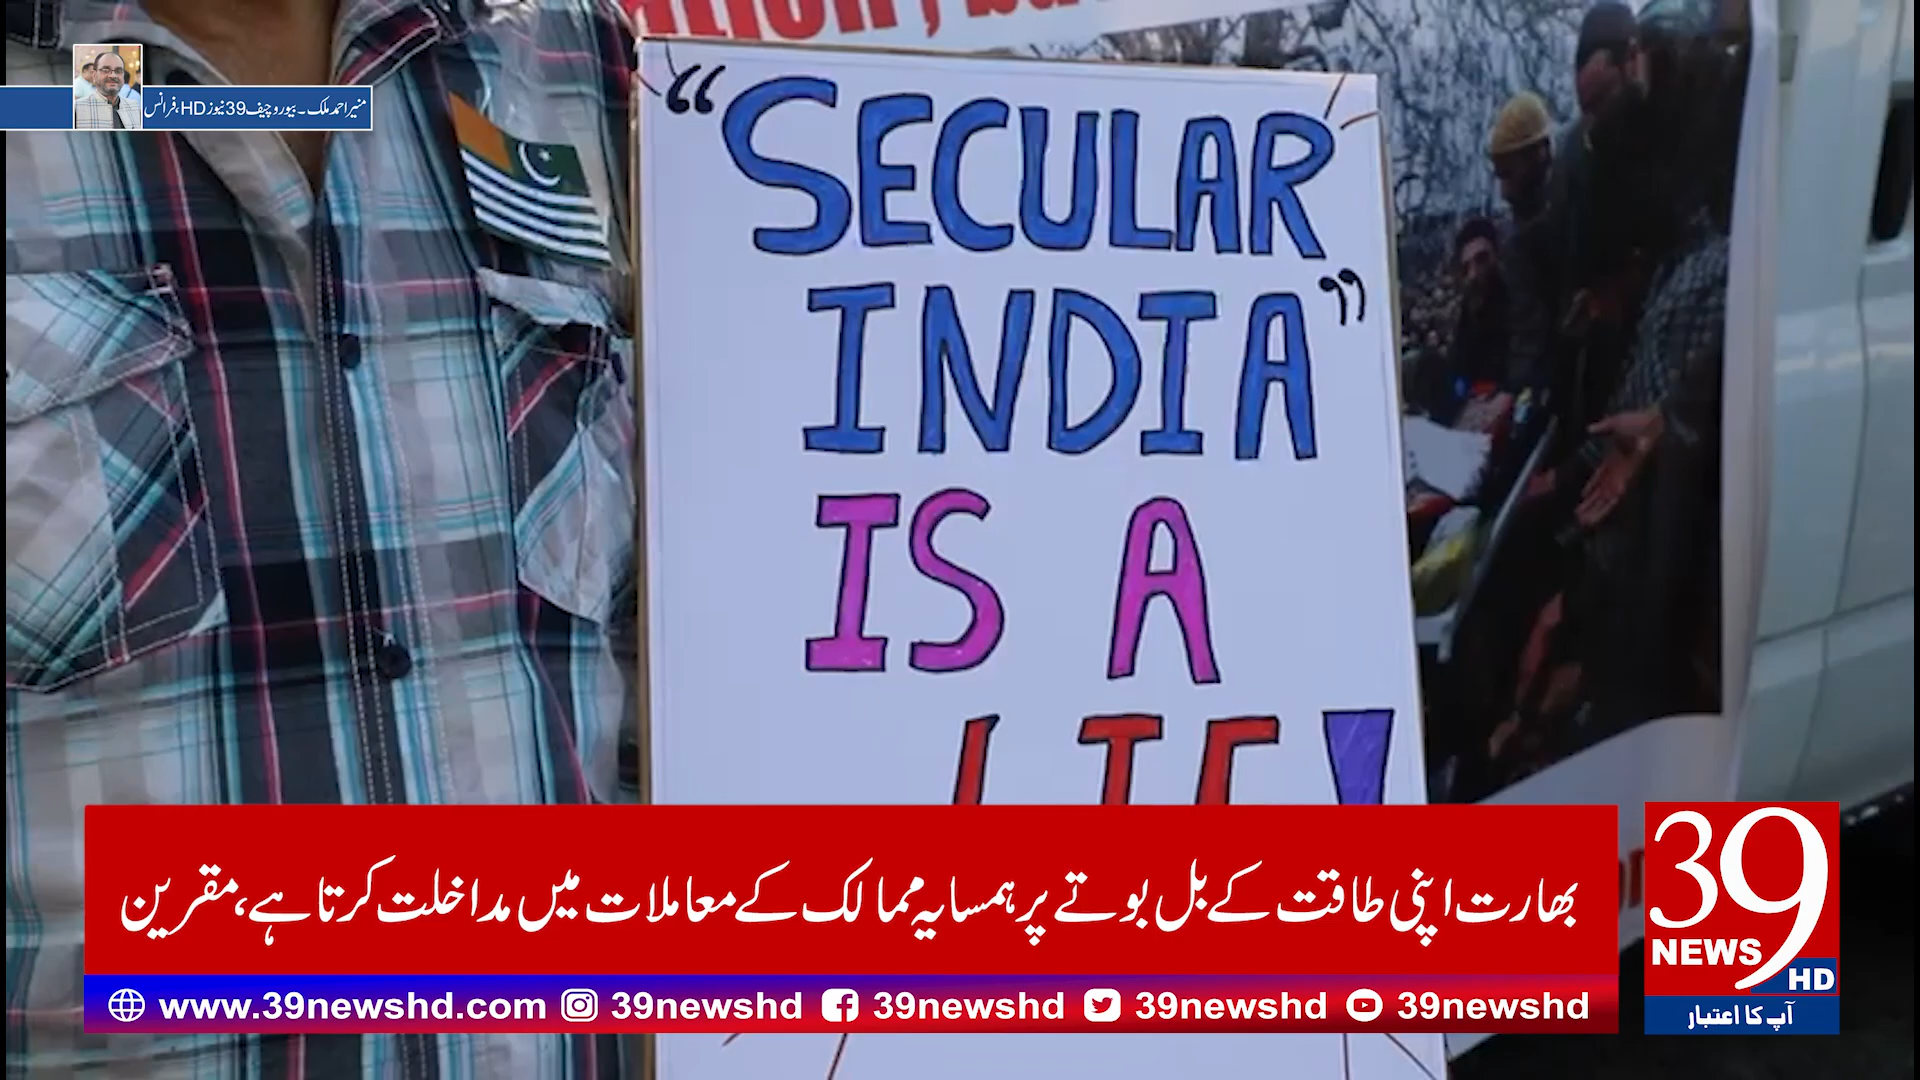 منیر احمد ملک ۔ بیورو چیف 39 نیوز HD، فرانس
“SECULAR
INDIA”
IS A
LIE!
بھارت اپنی طاقت کے بل بوتے پر ہمسایہ ممالک کے معاملات میں مداخلت کرتا ہے، مقررین
www.39newshd.com 39newshd 39newshd 39newshd 39newshd
39
NEWS
HD
آپ کا اعتبار